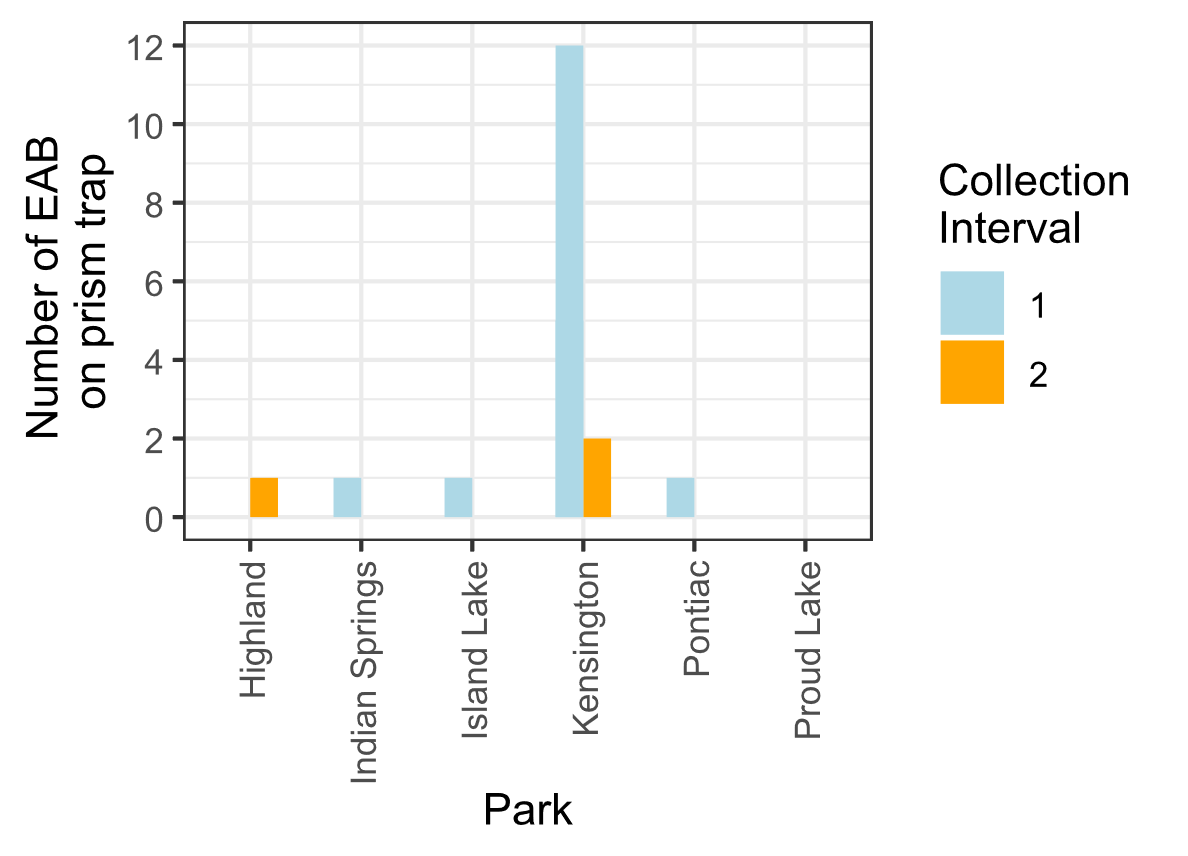 Number of EAB
on prism trap
12
10
8
6
4
2
0
Highland
Indian Springs
Island Lake
Kensington
Pontiac
Proud Lake
Park
Collection
Interval
1
2